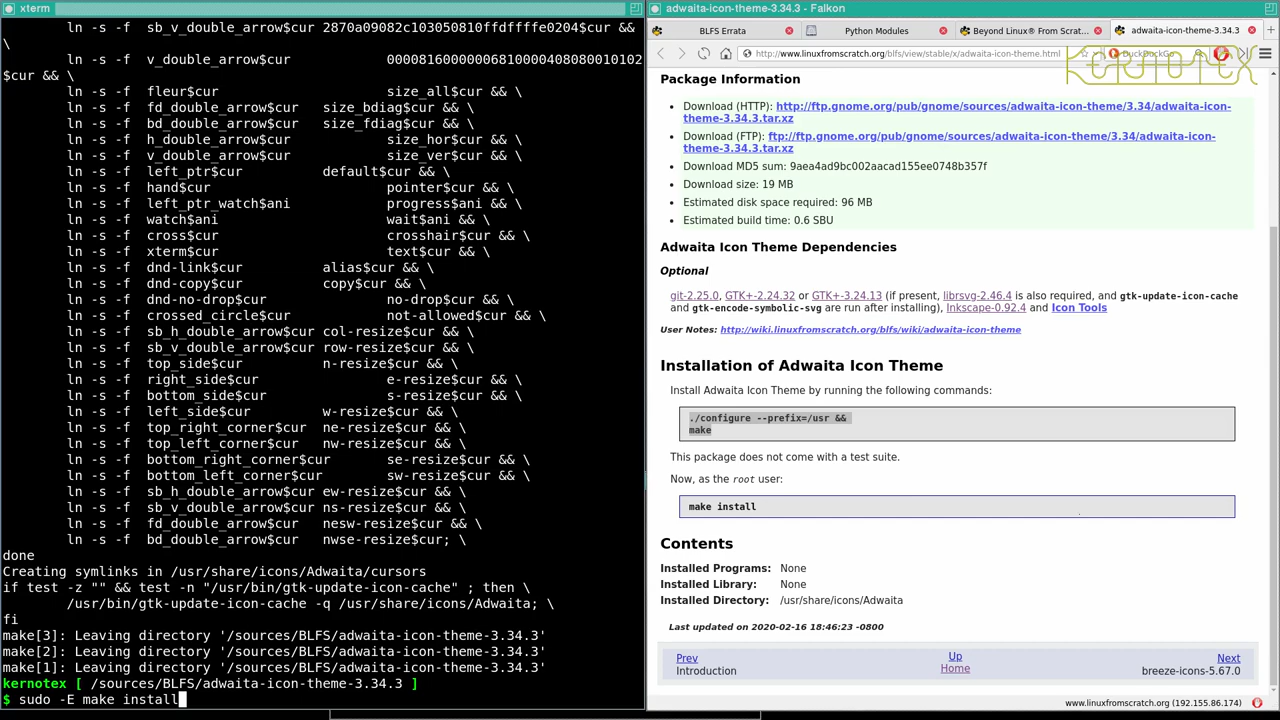 xterm
ln -s -f  sb_v_double_arrow$cur 2870a09082c103050810ffdffffe0204$cur &&
\
ln -s -f  v_double_arrow$cur            00008160000006810000408080010102
$cur && \
ln -s -f  fleur$cur                     size_all$cur && \
ln -s -f  fd_double_arrow$cur   size_bdiag$cur && \
ln -s -f  bd_double_arrow$cur   size_fdiag$cur && \
ln -s -f  h_double_arrow$cur            size_hor$cur && \
ln -s -f  v_double_arrow$cur            size_ver$cur && \
ln -s -f  left_ptr$cur          default$cur && \
ln -s -f  hand$cur                      pointer$cur && \
ln -s -f  left_ptr_watch$ani            progress$ani && \
ln -s -f  watch$ani                     wait$ani && \
ln -s -f  cross$cur                     crosshair$cur && \
ln -s -f  xterm$cur                     text$cur && \
ln -s -f  dnd-link$cur          alias$cur && \
ln -s -f  dnd-copy$cur          copy$cur && \
ln -s -f  dnd-no-drop$cur               no-drop$cur && \
ln -s -f  crossed_circle$cur            not-allowed$cur && \
ln -s -f  sb_h_double_arrow$cur col-resize$cur && \
ln -s -f  sb_v_double_arrow$cur row-resize$cur && \
ln -s -f  top_side$cur          n-resize$cur && \
ln -s -f  right_side$cur                e-resize$cur && \
ln -s -f  bottom_side$cur               s-resize$cur && \
ln -s -f  left_side$cur         w-resize$cur && \
ln -s -f  top_right_corner$cur  ne-resize$cur && \
ln -s -f  top_left_corner$cur   nw-resize$cur && \
ln -s -f  bottom_right_corner$cur       se-resize$cur && \
ln -s -f  bottom_left_corner$cur        sw-resize$cur && \
ln -s -f  sb_h_double_arrow$cur ew-resize$cur && \
ln -s -f  sb_v_double_arrow$cur ns-resize$cur && \
ln -s -f  fd_double_arrow$cur   nesw-resize$cur && \
ln -s -f  bd_double_arrow$cur   nwse-resize$cur; \
done
Creating symlinks in /usr/share/icons/Adwaita/cursors
if test -z "" && test -n "/usr/bin/gtk-update-icon-cache" ; then \
/usr/bin/gtk-update-icon-cache -q /usr/share/icons/Adwaita; \
fi
make[3]: Leaving directory '/sources/BLFS/adwaita-icon-theme-3.34.3'
make[2]: Leaving directory '/sources/BLFS/adwaita-icon-theme-3.34.3'
make[1]: Leaving directory '/sources/BLFS/adwaita-icon-theme-3.34.3'
kernotex [ /sources/BLFS/adwaita-icon-theme-3.34.3 ]
$ sudo -E make install
adwaita-icon-theme-3.34.3 - Falkon
BLFS Errata
Python Modules
Beyond Linux® From Scrat...
adwaita-icon-theme-3.34.3
http://www.linuxfromscratch.org/blfs/view/stable/x/adwaita-icon-theme.html
DuckDuckGo
KERNOTEX
Package Information
• Download (HTTP): http://ftp.gnome.org/pub/gnome/sources/adwaita-icon-theme/3.34/adwaita-icon-
theme-3.34.3.tar.xz
• Download (FTP): ftp://ftp.gnome.org/pub/gnome/sources/adwaita-icon-theme/3.34/adwaita-icon-
theme-3.34.3.tar.xz
• Download MD5 sum: 9aea4ad9bc002aacad155ee0748b357f
• Download size: 19 MB
• Estimated disk space required: 96 MB
• Estimated build time: 0.6 SBU
Adwaita Icon Theme Dependencies
Optional
git-2.25.0, GTK+-2.24.32 or GTK+-3.24.13 (if present, librsvg-2.46.4 is also required, and gtk-update-icon-cache
and gtk-encode-symbolic-svg are run after installing), Inkscape-0.92.4 and Icon Tools
User Notes: http://wiki.linuxfromscratch.org/blfs/wiki/adwaita-icon-theme
Installation of Adwaita Icon Theme
Install Adwaita Icon Theme by running the following commands:
./configure --prefix=/usr &&
make
This package does not come with a test suite.
Now, as the root user:
make install
Contents
Installed Programs: None
Installed Library: None
Installed Directory: /usr/share/icons/Adwaita
Last updated on 2020-02-16 18:46:23 -0800
Prev
Up
Next
Introduction
Home
breeze-icons-5.67.0
www.linuxfromscratch.org (192.155.86.174)